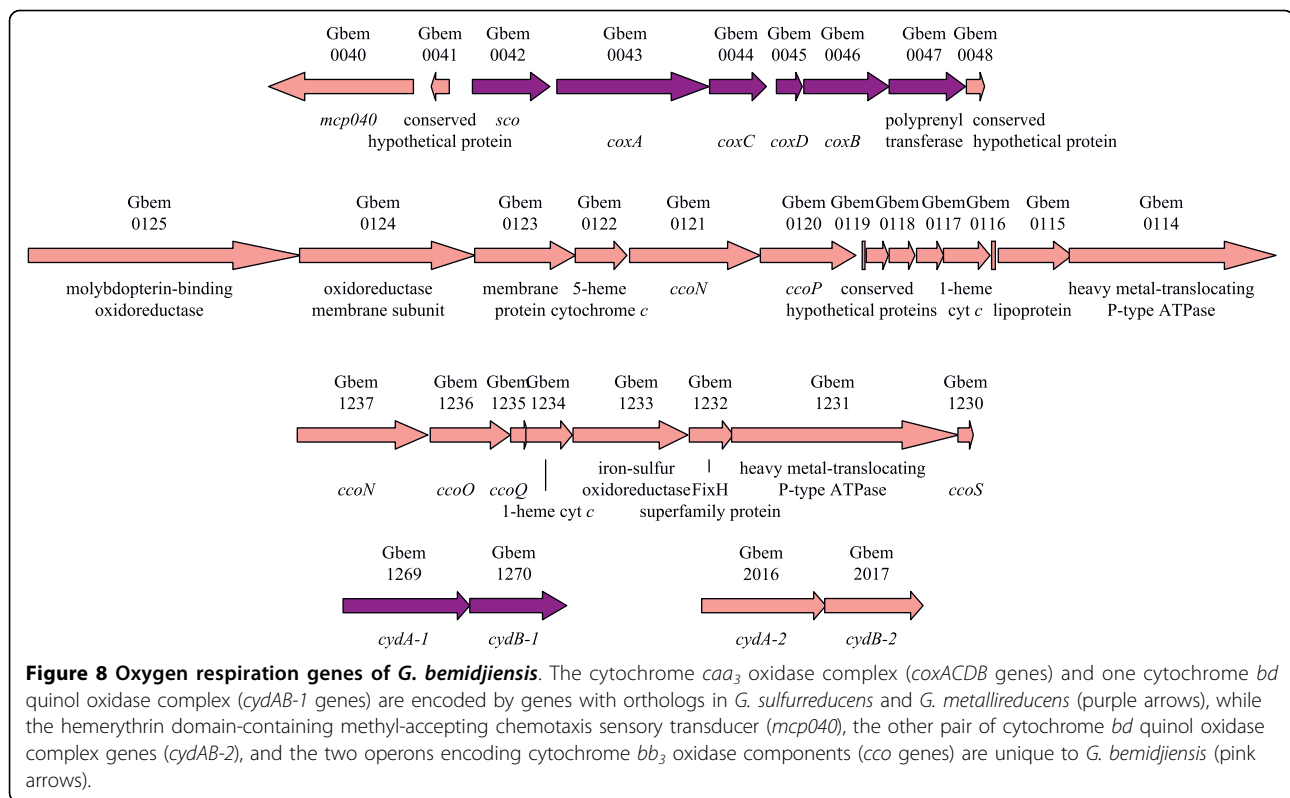 Gbem Gbem Gbem Gbem Gbem Gbem Gbem Gbem Gbem
0040 0041 0042 0043 0044 0045 0046 0047 0048
mcp040 conserved sco polyprenyl conserved
hypothetical protein coxA coxC coxD coxB transferase hypothetical protein
Gbem Gbem Gbem Gbem Gbem Gbem Gbem Gbem Gbem Gbem Gbem Gbem
0125 0124 0123 0122 0121 0120 0119 0118 0117 0116 0115 0114
molybdopterin-binding oxidoreductase membrane 5-heme ccoN ccoP conserved 1-heme heavy metal-translocating
oxidoreductase membrane subunit protein cytochrome c hypothetical proteins cyt c lipoprotein P-type ATPase
Gbem Gbem Gbem Gbem Gbem Gbem Gbem Gbem
1237 1236 1235 1234 1233 1232 1231 1230
iron-sulfur heavy metal-translocating
ccoN ccoO ccoQ oxidoreductase FixH P-type ATPase ccoS
1-heme cyt c superfamily protein
Gbem Gbem Gbem Gbem
1269 1270 2016 2017
cydA-1 cydB-1 cydA-2 cydB-2
Figure 8 Oxygen respiration genes of G. bemidjiensis. The cytochrome caa3 oxidase complex (coxACDB genes) and one cytochrome bd
quinol oxidase complex (cydAB-1 genes) are encoded by genes with orthologs in G. sulfurreducens and G. metallireducens (purple arrows), while
the hemerythrin domain-containing methyl-accepting chemotaxis sensory transducer (mcp040), the other pair of cytochrome bd quinol oxidase
complex genes (cydAB-2), and the two operons encoding cytochrome bb3 oxidase components (cco genes) are unique to G. bemidjiensis (pink
arrows).